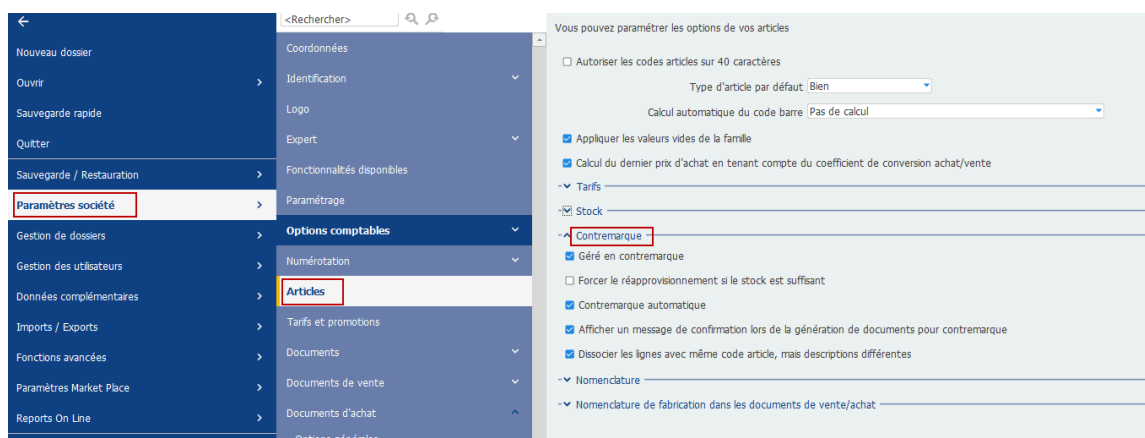 Nouveau dossier
Ouvrir
Sauvegarde rapide
Quitter
Sauvegarde / Restauration
Paramètres société
Gestion de dossiers
Gestion des utilisateurs
Données complémentaires
Imports / Exports
Fonctions avancées
Paramètres Market Place
Reports On Line
<Rechercher>
Coordonnées
Identification
Logo
Expert
Fonctionnalités disponibles
Paramétrage
Options comptables
Numérotation
Articles
Tarifs et promotions
Documents
Documents de vente
Documents d'achat
Options générales
Vous pouvez paramétrer les options de vos articles
Autoriser les codes articles sur 40 caractères
Type d'article par défaut Bien
Calcul automatique du code barre Pas de calcul
Appliquer les valeurs vides de la famille
Calcul du dernier prix d'achat en tenant compte du coefficient de conversion achat/vente
Tarifs
Stock
Contremarque
Géré en contremarque
Forcer le réapprovisionnement si le stock est suffisant
Contremarque automatique
Afficher un message de confirmation lors de la génération de documents pour contremarque
Dissocier les lignes avec même code article, mais descriptions différentes
Nomenclature
Nomenclature de fabrication dans les documents de vente/achat